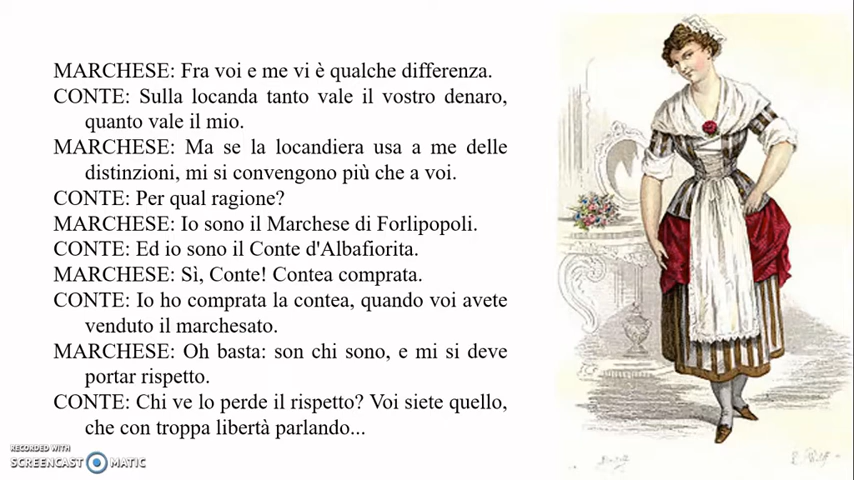 MARCHESE: Fra voi e me vi è qualche differenza.
CONTE: Sulla locanda tanto vale il vostro denaro,
quanto vale il mio.
MARCHESE: Ma se la locandiera usa a me delle
distinzioni, mi si convengono più che a voi.
CONTE: Per qual ragione?
MARCHESE: Io sono il Marchese di Forlipopoli.
CONTE: Ed io sono il Conte d'Albafiorita.
MARCHESE: Sì, Conte! Contea comprata.
CONTE: Io ho comprata la contea, quando voi avete
venduto il marchesato.
MARCHESE: Oh basta: son chi sono, e mi si deve
portar rispetto.
CONTE: Chi ve lo perde il rispetto? Voi siete quello,
che con troppa libertà parlando...
RECORDED WITH
SCREENCAST MATIC